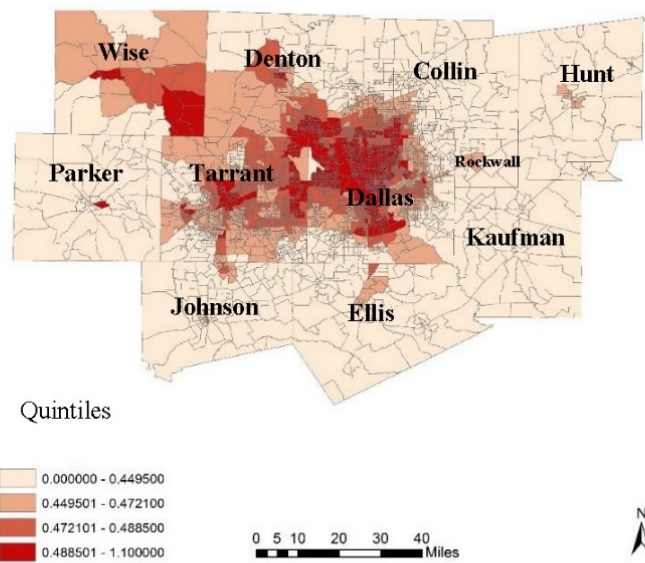 Wise
Denton
Collin
Hunt
Parker
Tarrant
Rockwall
Dallas
Kaufman
Johnson
Ellis
Quintiles
0.000000 - 0.449500
0.449501 - 0.472100
0.472101 - 0.488500
0.488501 - 1.100000
0 5 10 20 30 40
Miles
N